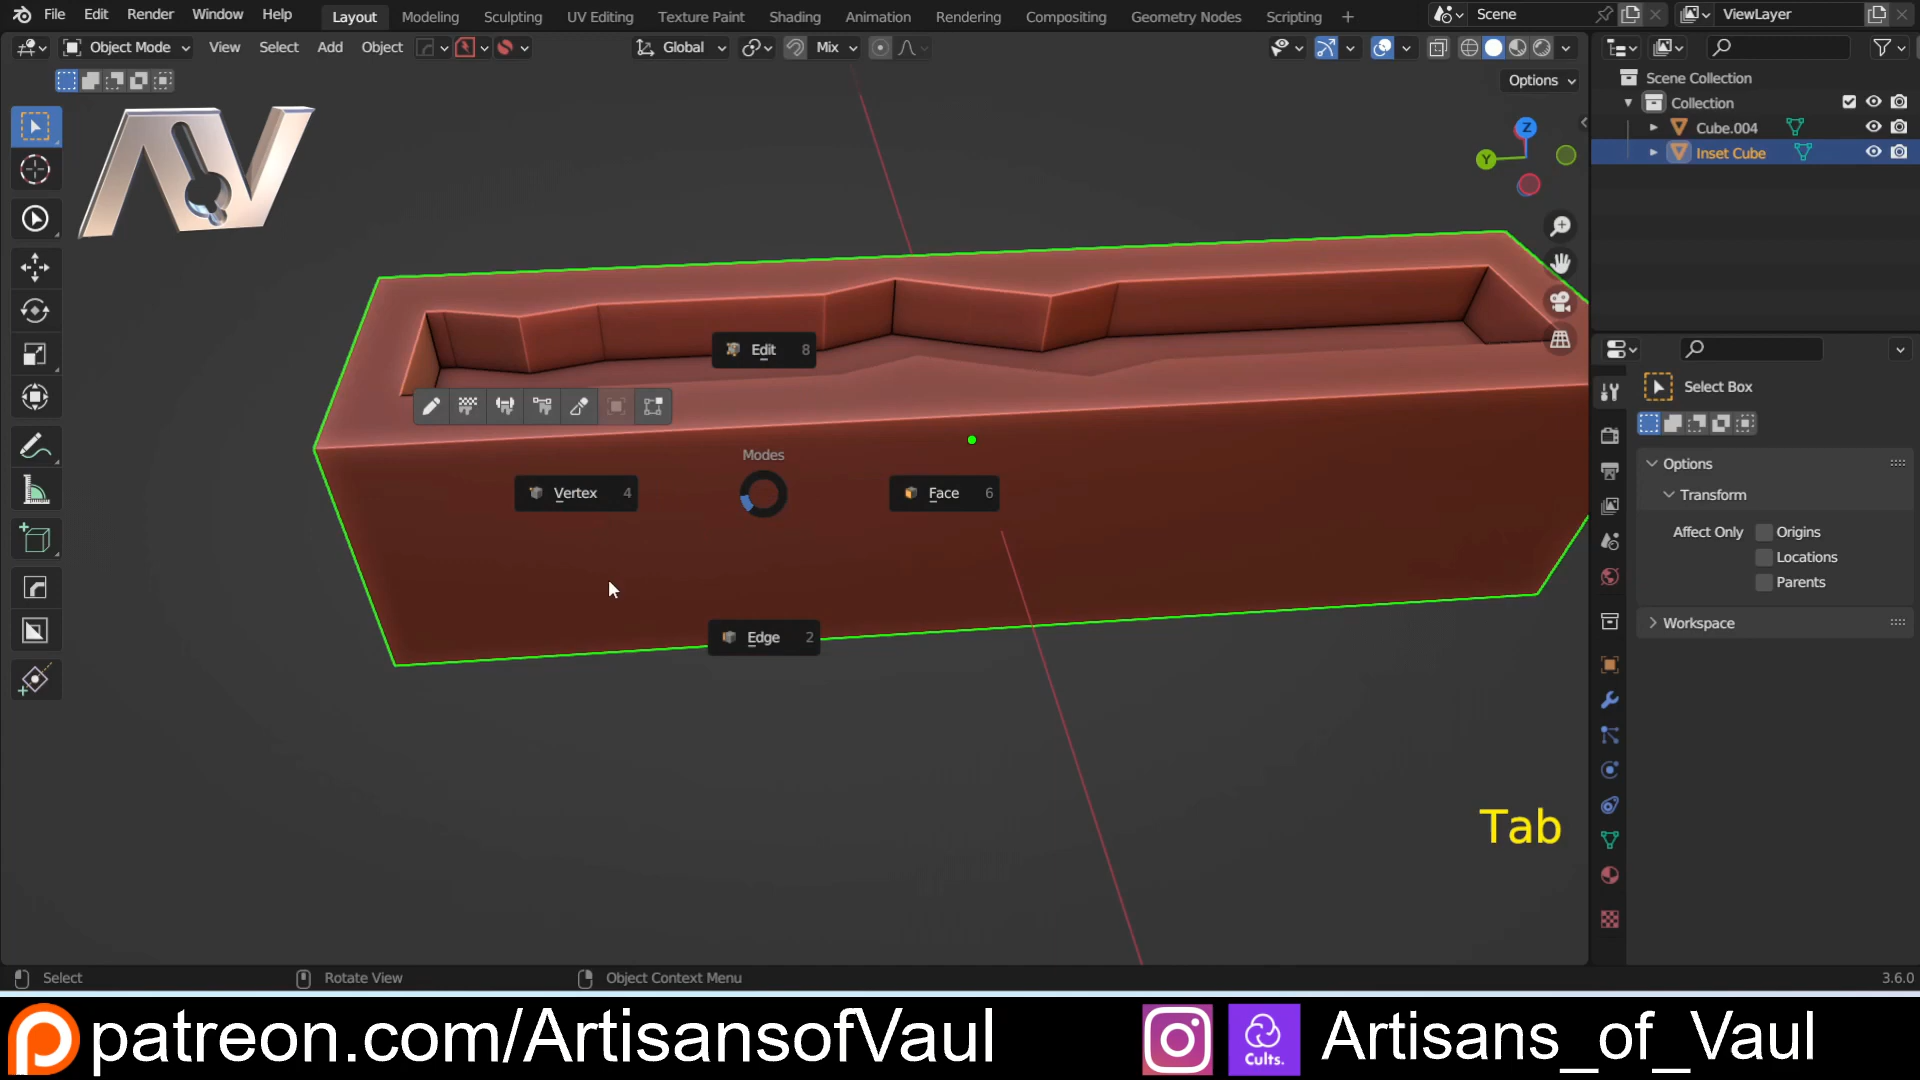 File Edit Render Window Help Layout Modeling Sculpting UV Editing Texture Paint Shading Animation Rendering Compositing Geometry Nodes Scripting + Scene ViewLayer
Object Mode View Select Add Object Global Mix
Options
Scene Collection
Collection
Cube.004
Inset Cube
Z
Y
AV
Edit 8
Modes
Vertex 4
Face 6
Edge 2
Select Box
Options
Transform
Affect Only Origins
Locations
Parents
Workspace
Tab
Select Rotate View Object Context Menu 3.6.0
patreon.com/ArtisansofVaul Cults. Artisans_of_Vaul